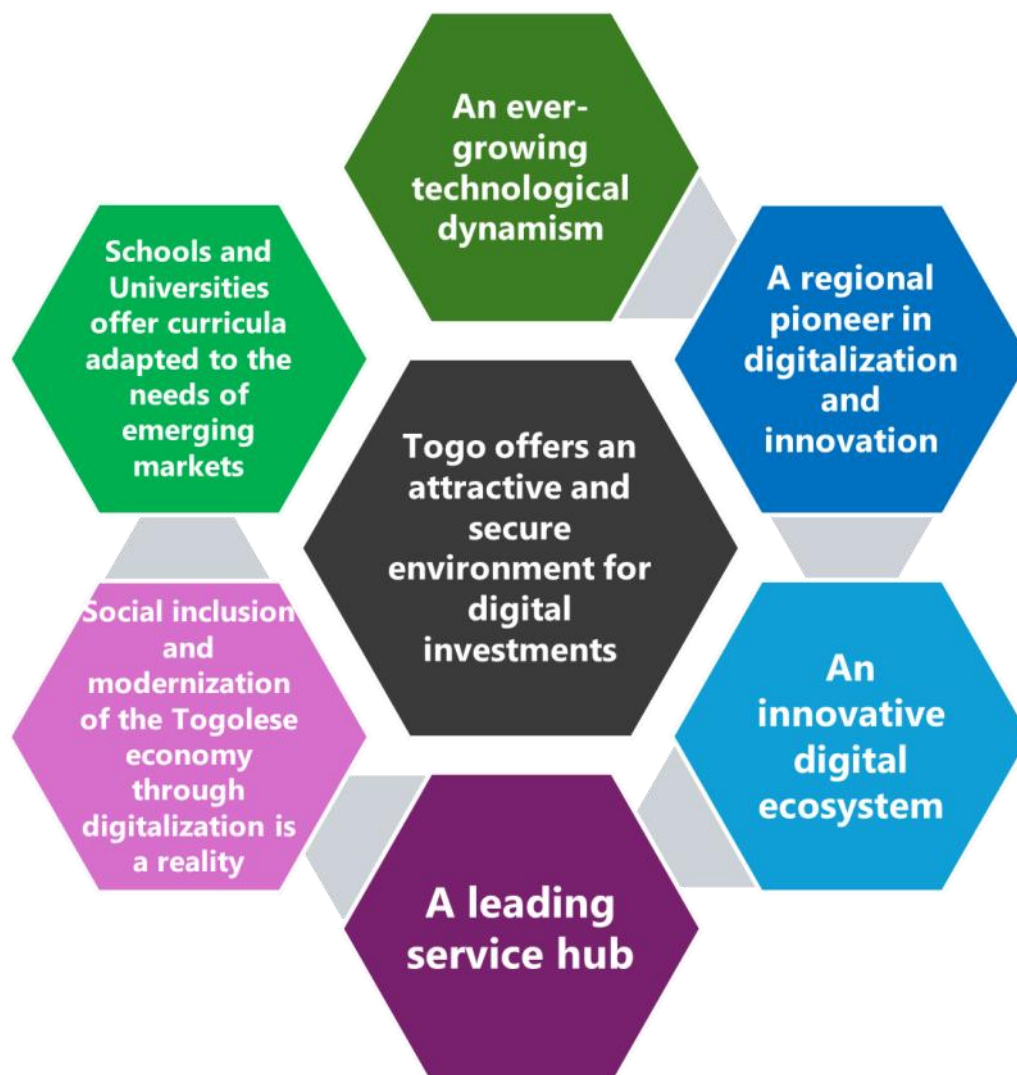 An ever-
growing
technological
dynamism
Schools and
Universities
offer curricula
adapted to the
needs of
emerging
markets
A regional
pioneer in
digitalization
and
innovation
Togo offers an
attractive and
secure
environment for
digital
investments
Social inclusion
and
modernization
of the Togolese
economy
through
digitalization is
a reality
An
innovative
digital
ecosystem
A leading
service hub